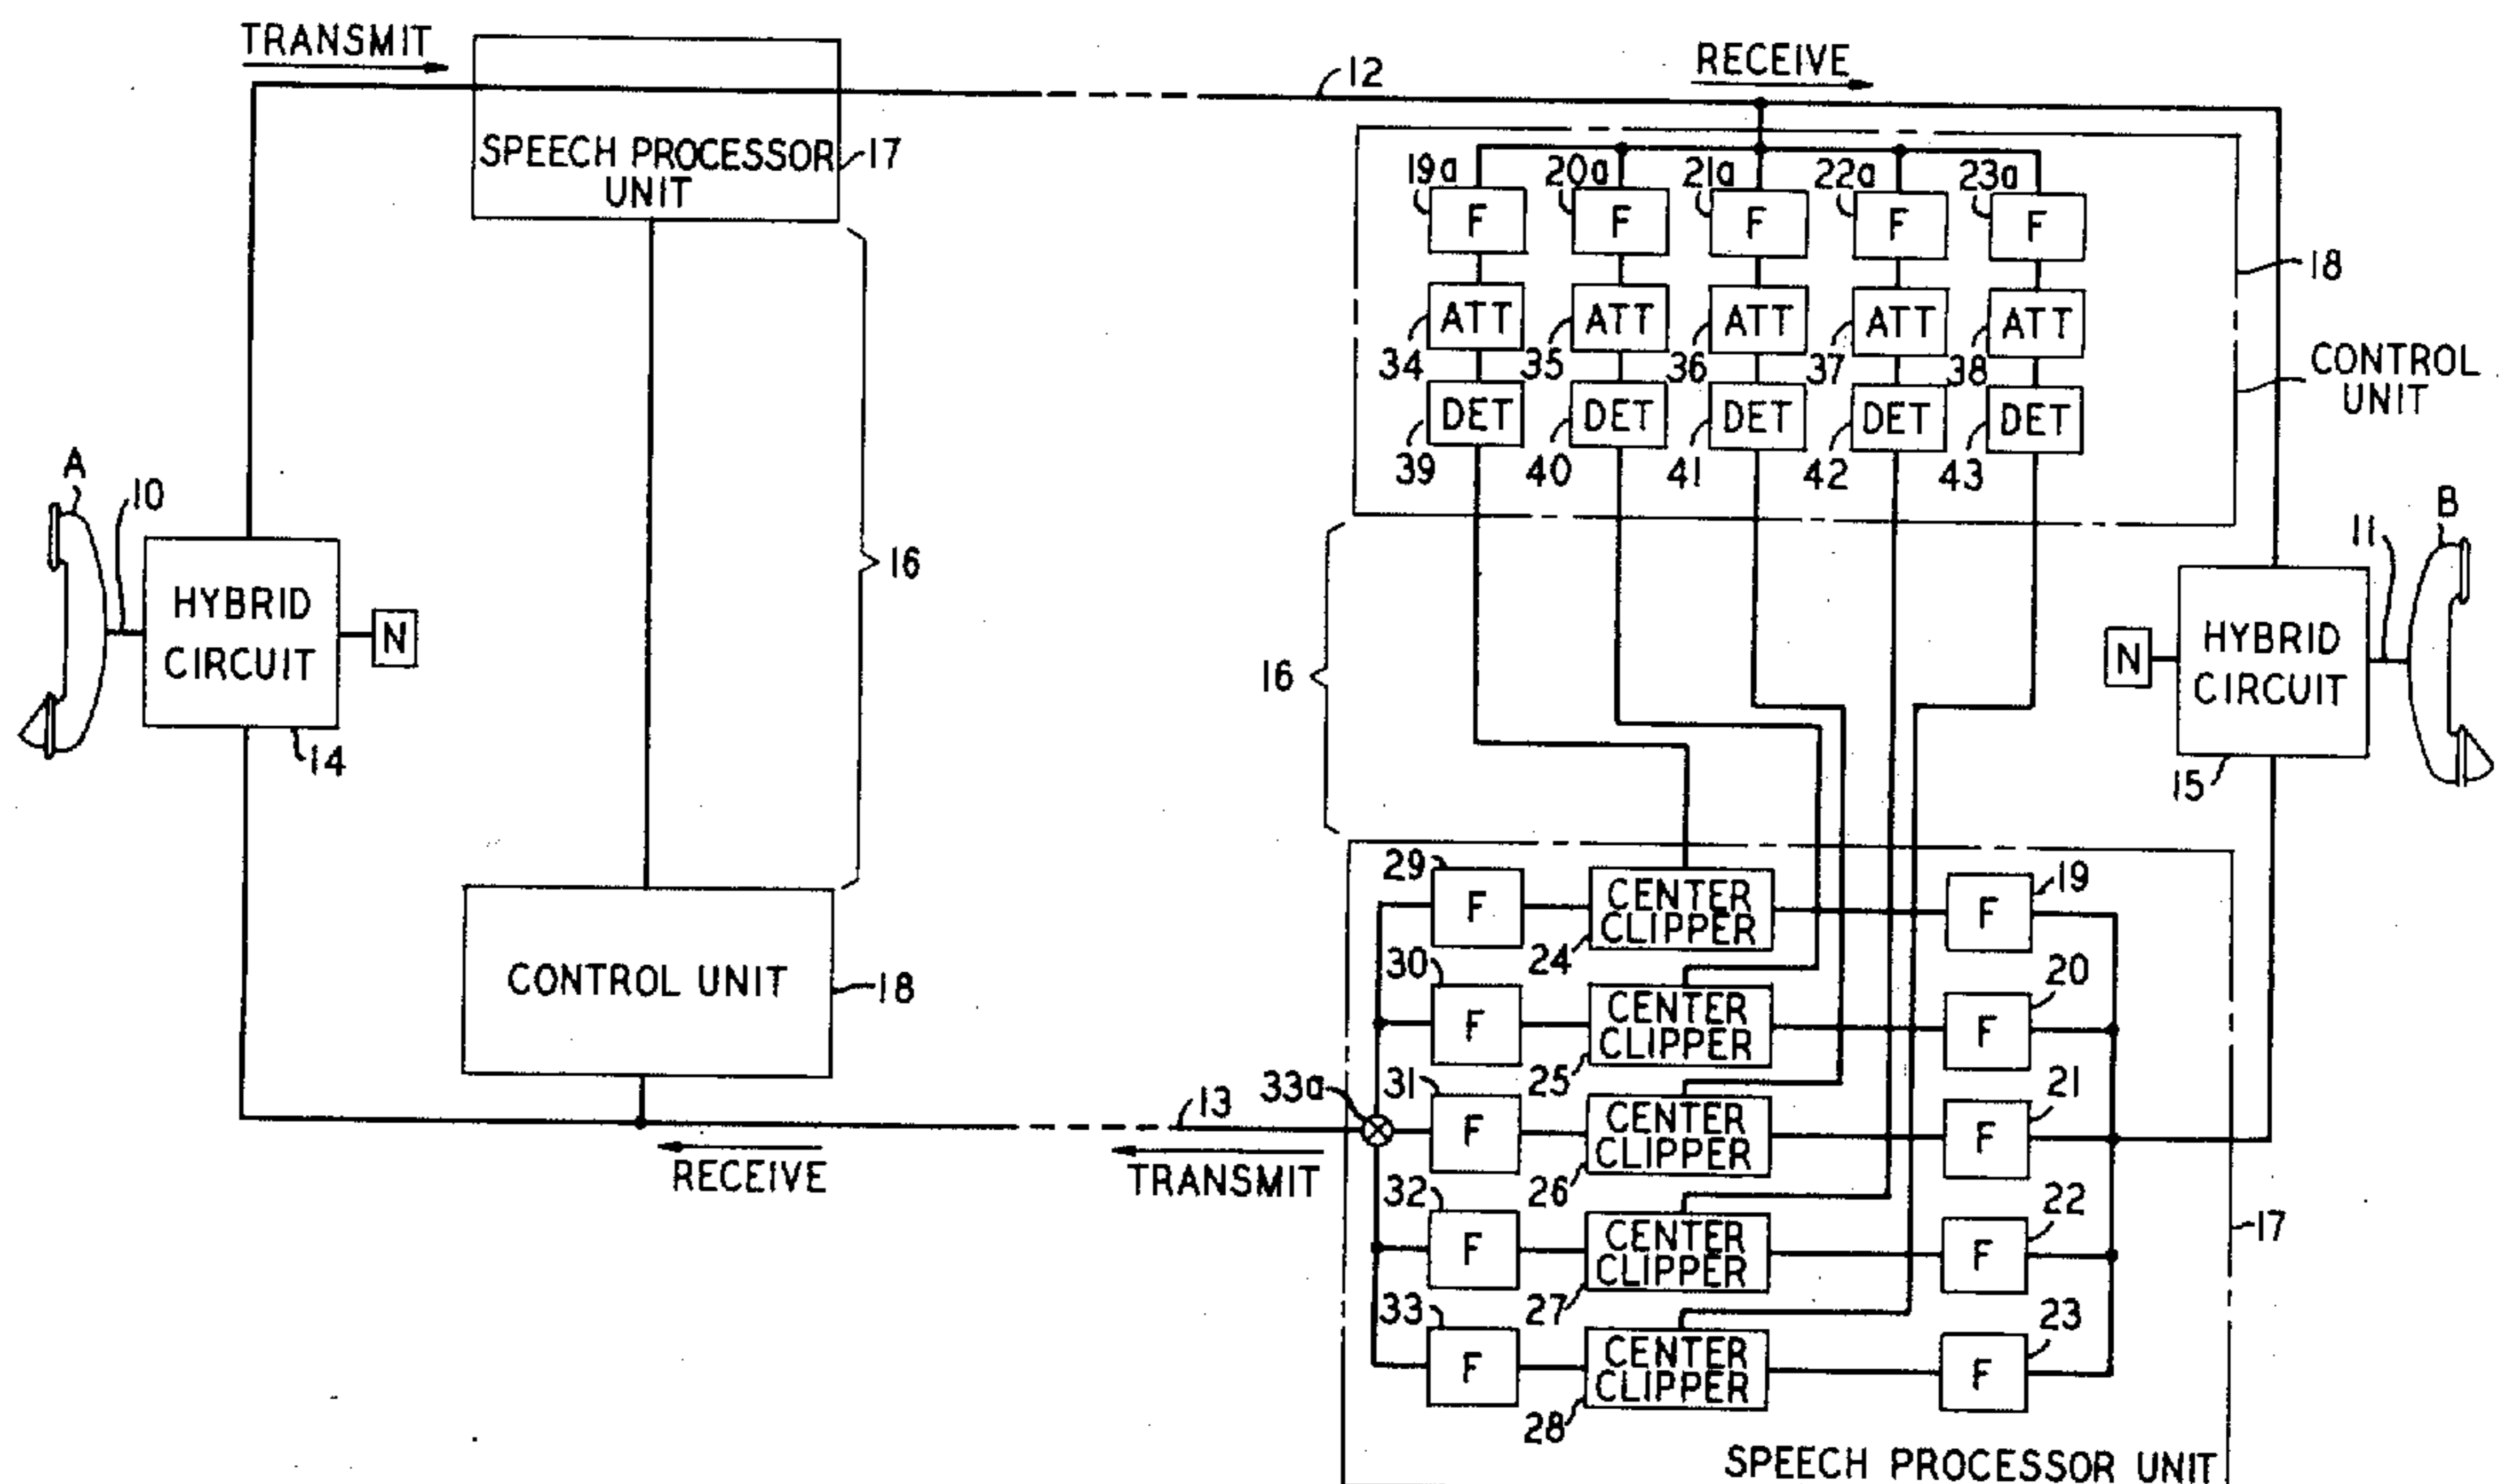 TRANSMIT
SPEECH PROCESSOR
UNIT
17
12
RECEIVE
19a 20a 21a 22a 23a
F F F F F
18
ATT ATT ATT ATT ATT
34 35 36 37 38
CONTROL
UNIT
DET DET DET DET DET
39 40 41 42 43
A
10
HYBRID
CIRCUIT
N
14
16
16
B
11
N
HYBRID
CIRCUIT
15
CONTROL UNIT
18
29
F
CENTER
CLIPPER
24
F
19
30
F
CENTER
CLIPPER
25
F
20
33a
31
F
CENTER
CLIPPER
26
F
21
13
RECEIVE
TRANSMIT
32
F
CENTER
CLIPPER
27
F
22
17
33
F
CENTER
CLIPPER
28
F
23
SPEECH PROCESSOR UNIT